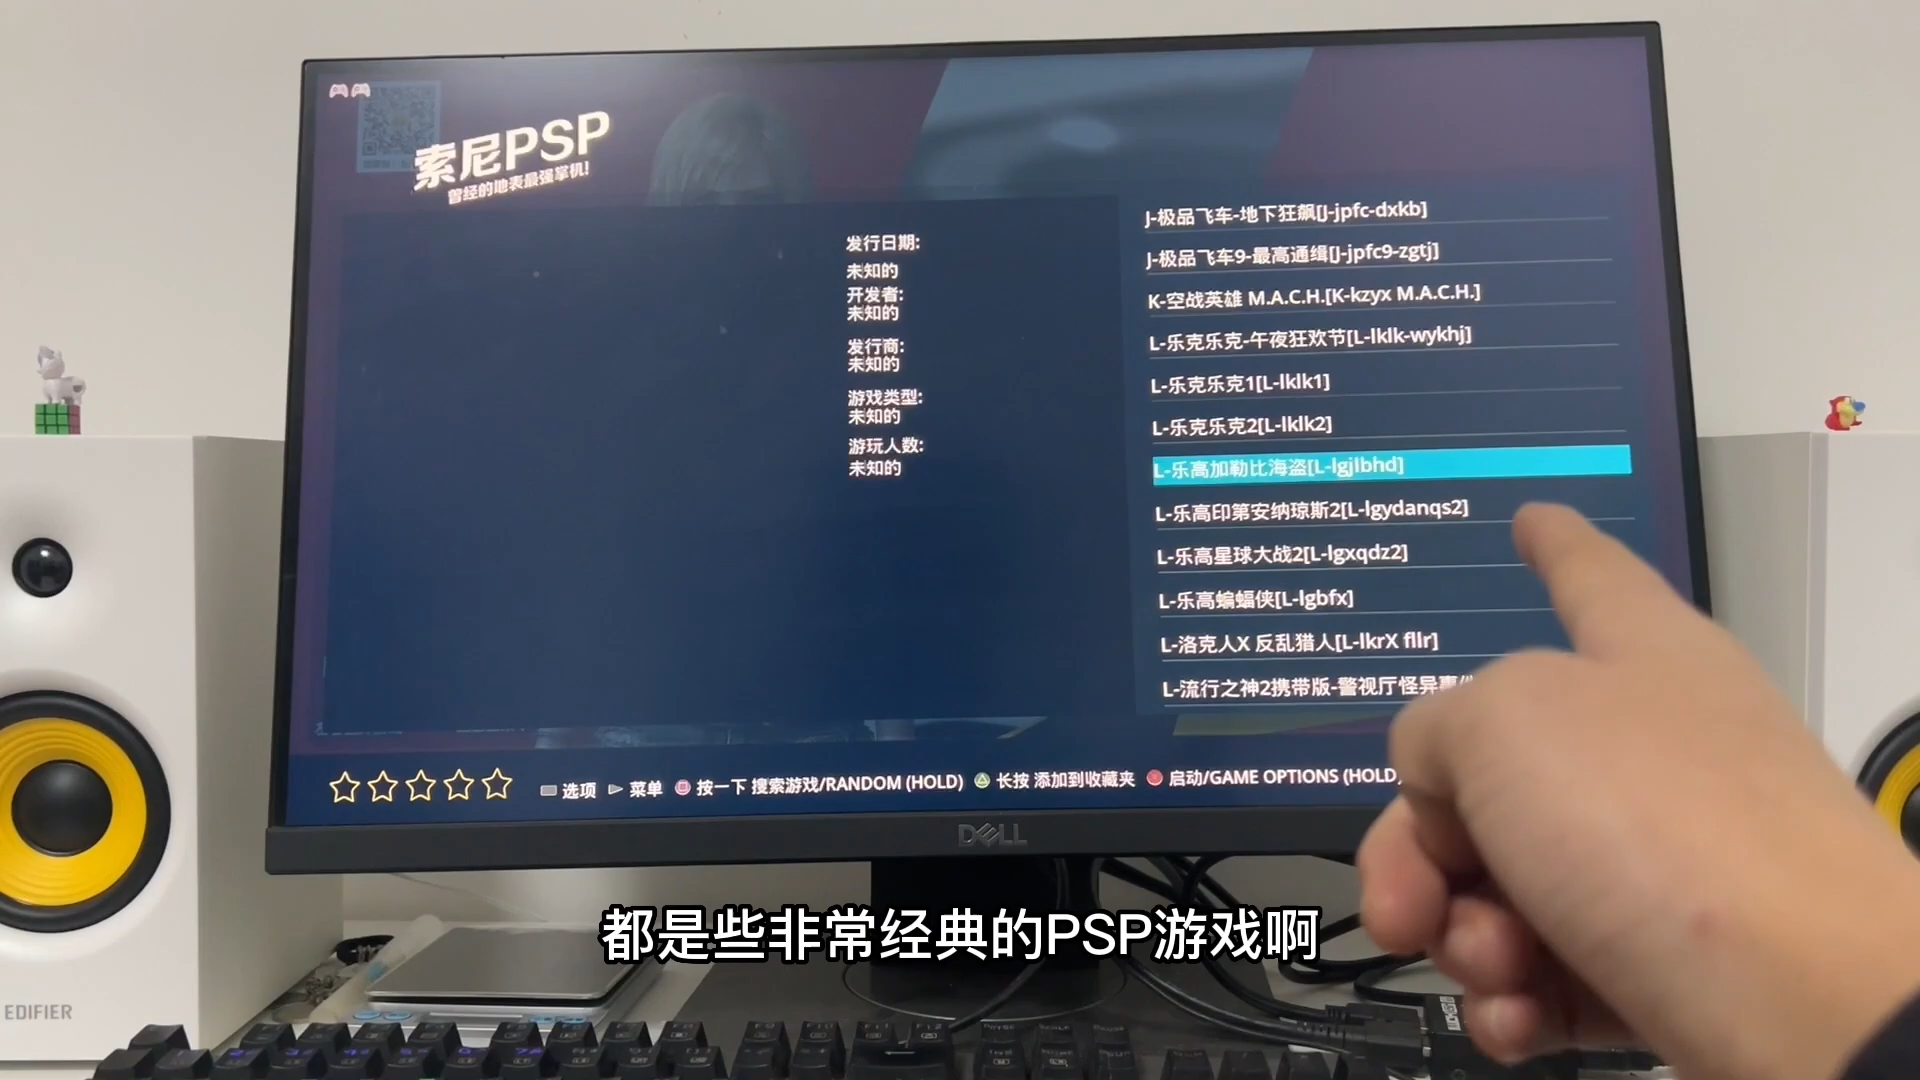 索尼PSP
曾经的地表最强掌机!
发行日期:
未知的
开发者:
未知的
发行商:
未知的
游戏类型:
未知的
游玩人数:
未知的
J-极品飞车-地下狂飙[J-jpfc-dxkb]
J-极品飞车9-最高通缉[J-jpfc9-zgtj]
K-空战英雄 M.A.C.H.[K-kzyx M.A.C.H.]
L-乐克乐克-午夜狂欢节[L-lklk-wykhj]
L-乐克乐克1[L-lklk1]
L-乐克乐克2[L-lklk2]
L-乐高加勒比海盗[L-lgjlbhd]
L-乐高印第安纳琼斯2[L-lgydanqs2]
L-乐高星球大战2[L-lgxqdz2]
L-乐高蝙蝠侠[L-lgbfx]
L-洛克人X 反乱猎人[L-lkrX fllr]
L-流行之神2携带版-警视厅怪异事件
选项 菜单 按一下 搜索游戏/RANDOM (HOLD) 长按 添加到收藏夹 启动/GAME OPTIONS (HOLD)
DELL
都是些非常经典的PSP游戏啊
EDIFIER